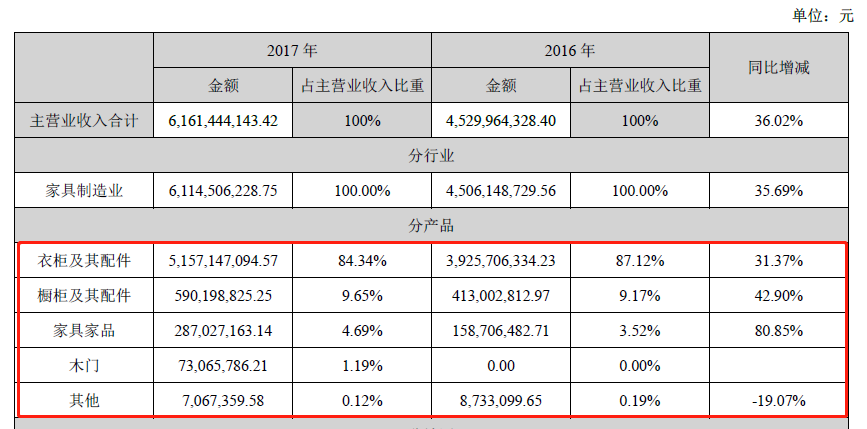 单位：元
2017 年 2016 年 同比增减
金额 占主营业收入比重 金额 占主营业收入比重
主营业收入合计 6,161,444,143.42 100% 4,529,964,328.40 100% 36.02%
分行业
家具制造业 6,114,506,228.75 100.00% 4,506,148,729.56 100.00% 35.69%
分产品
衣柜及其配件 5,157,147,094.57 84.34% 3,925,706,334.23 87.12% 31.37%
橱柜及其配件 590,198,825.25 9.65% 413,002,812.97 9.17% 42.90%
家具家品 287,027,163.14 4.69% 158,706,482.71 3.52% 80.85%
木门 73,065,786.21 1.19% 0.00 0.00%
其他 7,067,359.58 0.12% 8,733,099.65 0.19% -19.07%